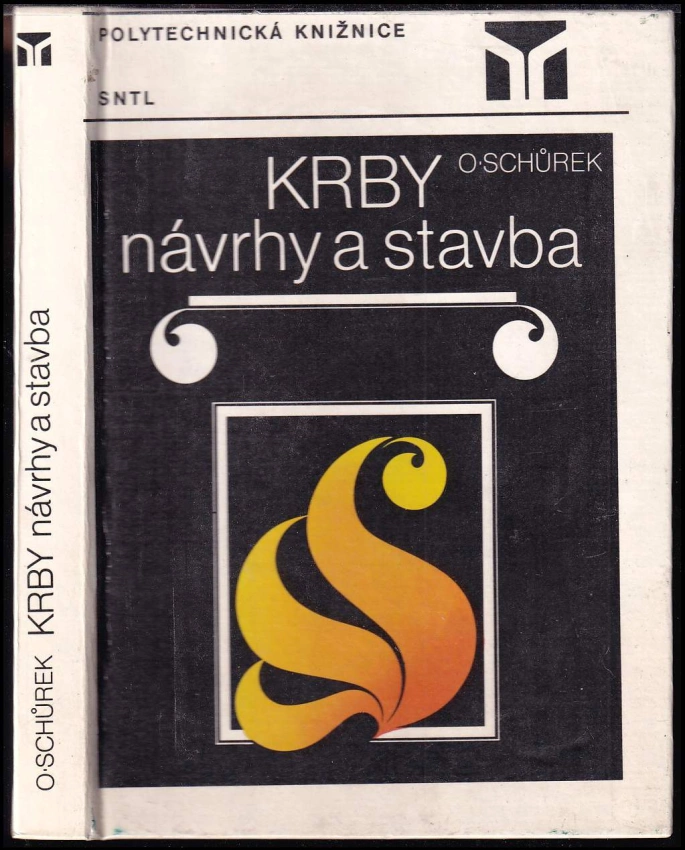 POLYTECHNICKÁ KNIŽNICE
SNTL
O·SCHŮREK
KRBY
návrhy a stavba
O·SCHŮREK KRBY návrhy a stavba